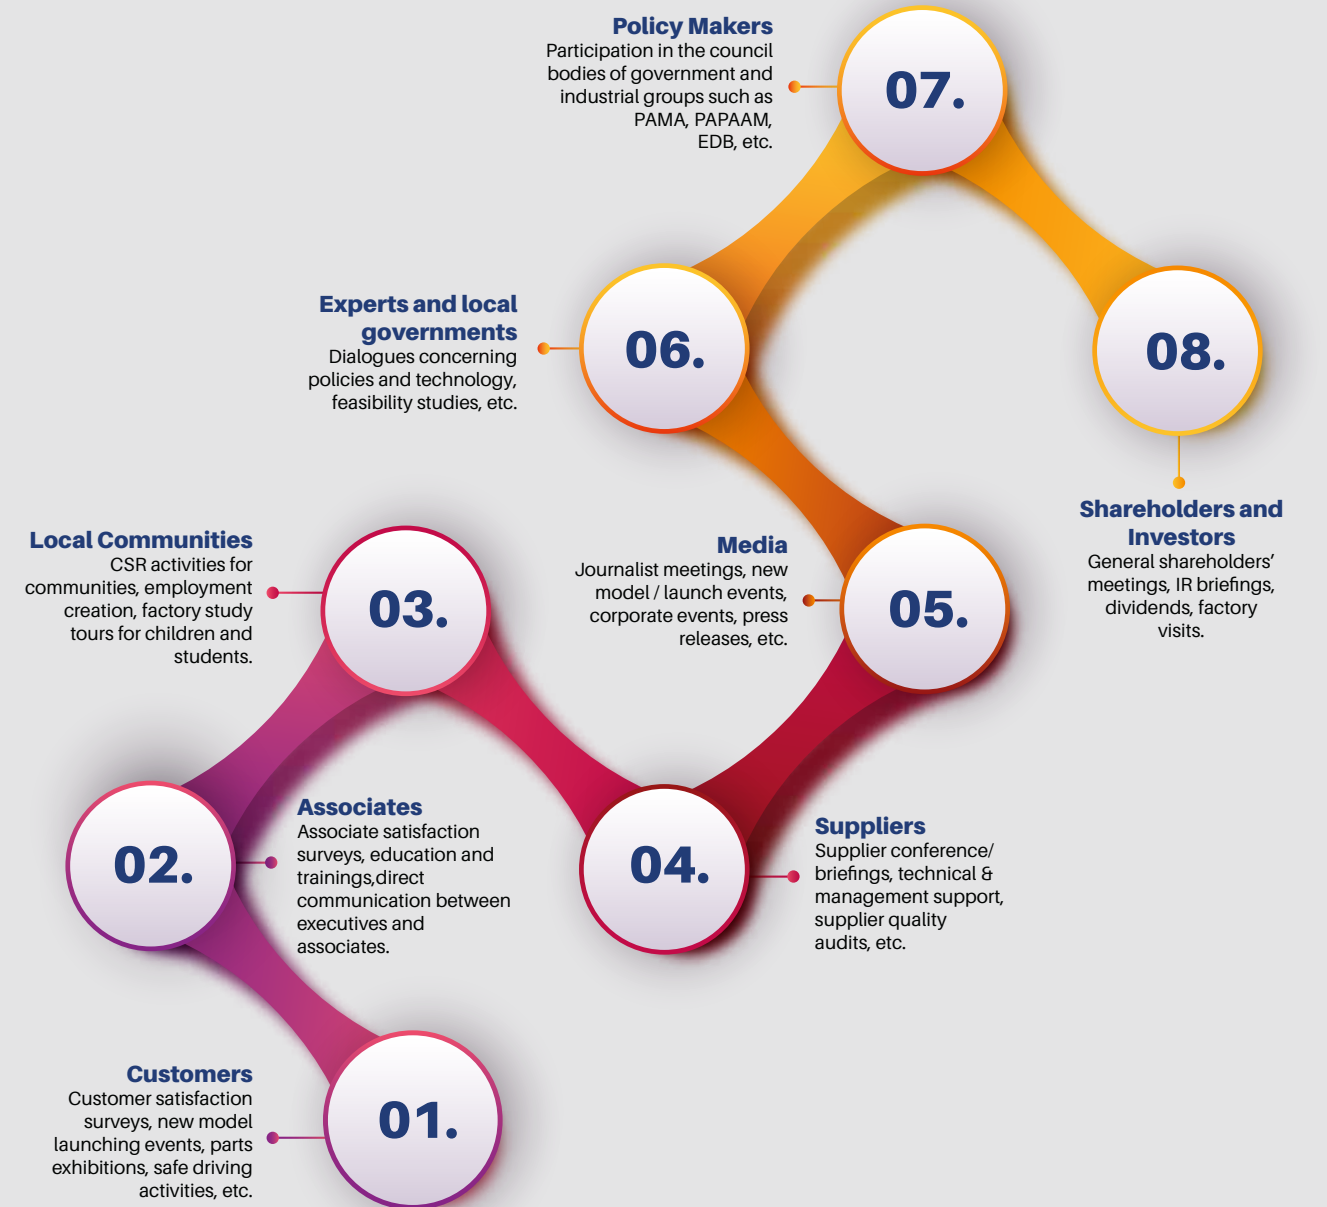 Policy Makers
Participation in the council
bodies of government and
industrial groups such as
PAMA, PAPAAM,
EDB, etc.
07.
Experts and local
governments
Dialogues concerning
policies and technology,
feasibility studies, etc.
06.
08.
Shareholders and
Investors
General shareholders’
meetings, IR briefings,
dividends, factory
visits.
Local Communities
CSR activities for
communities, employment
creation, factory study
tours for children and
students.
03.
Media
Journalist meetings, new
model / launch events,
corporate events, press
releases, etc.
05.
02.
Associates
Associate satisfaction
surveys, education and
trainings,direct
communication between
executives and
associates.
04.
Suppliers
Supplier conference/
briefings, technical &
management support,
supplier quality
audits, etc.
Customers
Customer satisfaction
surveys, new model
launching events, parts
exhibitions, safe driving
activities, etc.
01.